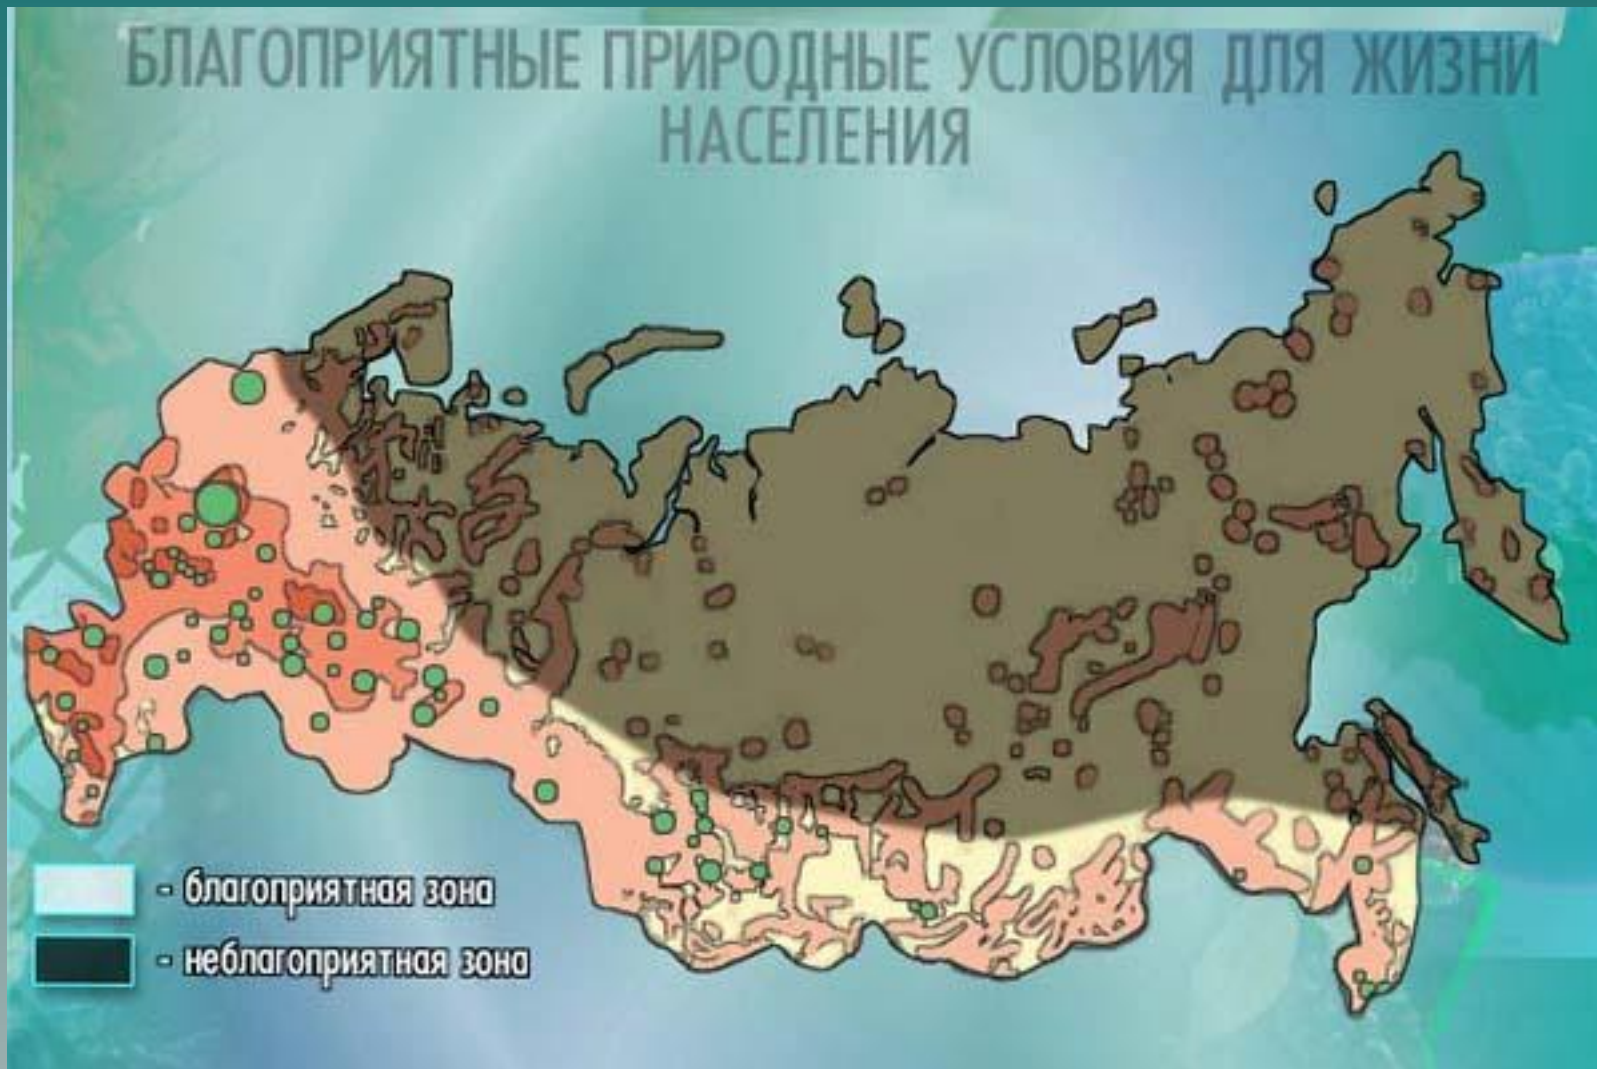 БЛАГОПРИЯТНЫЕ ПРИРОДНЫЕ УСЛОВИЯ ДЛЯ ЖИЗНИ
НАСЕЛЕНИЯ
- благоприятная зона
- неблагоприятная зона